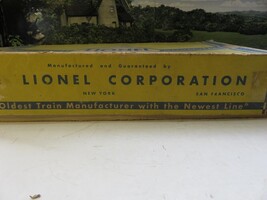 Manufactured and Guaranteed by
LIONEL CORPORATION
NEW YORK SAN FRANCISCO
Oldest Train Manufacturer with the Newest Line"